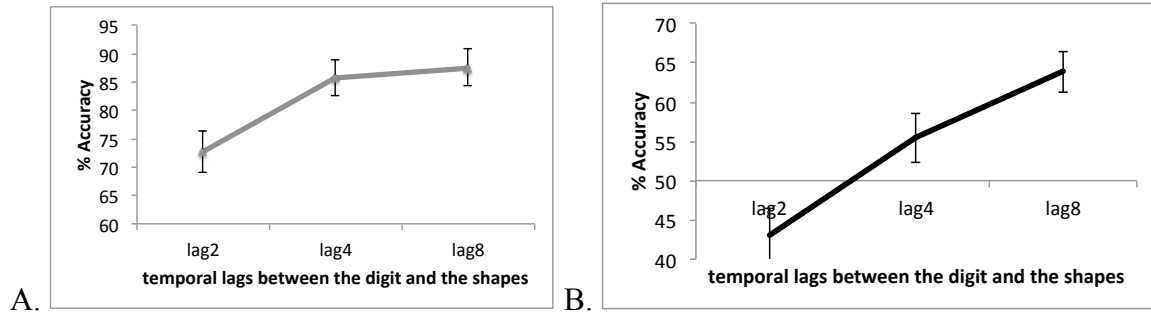 A.
% Accuracy
95
90
85
80
75
70
65
60
lag2 lag4 lag8
temporal lags between the digit and the shapes
B.
% Accuracy
70
65
60
55
50
45
40
lag2 lag4 lag8
temporal lags between the digit and the shapes